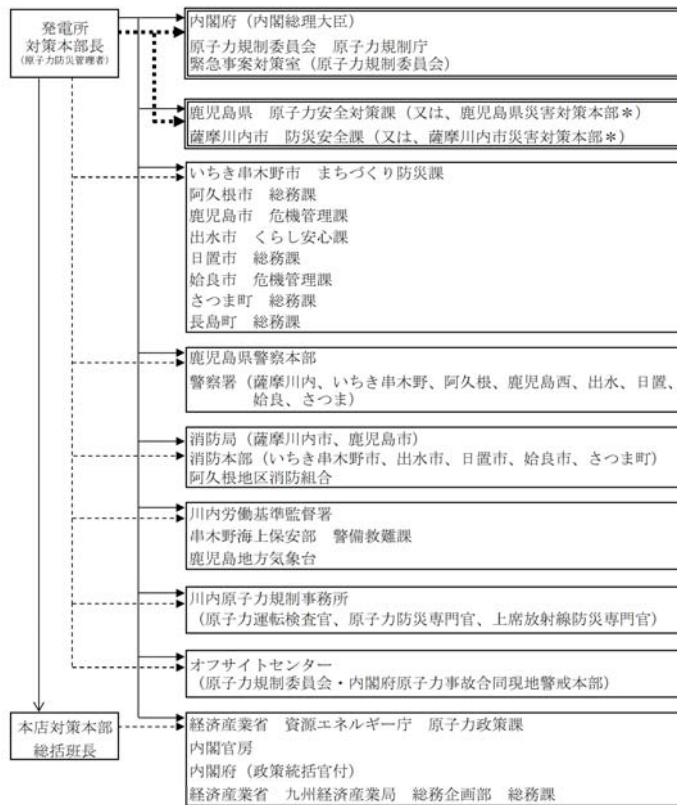 発電所
対策本部長
(原子力防災管理者)
内閣府（内閣総理大臣）
原子力規制委員会　原子力規制庁
緊急事案対策室（原子力規制委員会）
鹿児島県　原子力安全対策課（又は、鹿児島県災害対策本部＊）
薩摩川内市　防災安全課（又は、薩摩川内市災害対策本部＊）
いちき串木野市　まちづくり防災課
阿久根市　総務課
鹿児島市　危機管理課
出水市　くらし安心課
日置市　総務課
姶良市　危機管理課
さつま町　総務課
長島町　総務課
鹿児島県警察本部
警察署（薩摩川内、いちき串木野、阿久根、鹿児島西、出水、日置、
姶良、さつま）
消防局（薩摩川内市、鹿児島市）
消防本部（いちき串木野市、出水市、日置市、姶良市、さつま町）
阿久根地区消防組合
川内労働基準監督署
串木野海上保安部　警備救難課
鹿児島地方気象台
川内原子力規制事務所
（原子力運転検査官、原子力防災専門官、上席放射線防災専門官）
オフサイトセンター
（原子力規制委員会・内閣府原子力事故合同現地警戒本部）
本店対策本部
総括班長
経済産業省　資源エネルギー庁　原子力政策課
内閣官房
内閣府（政策統括官付）
経済産業省　九州経済産業局　総務企画部　総務課